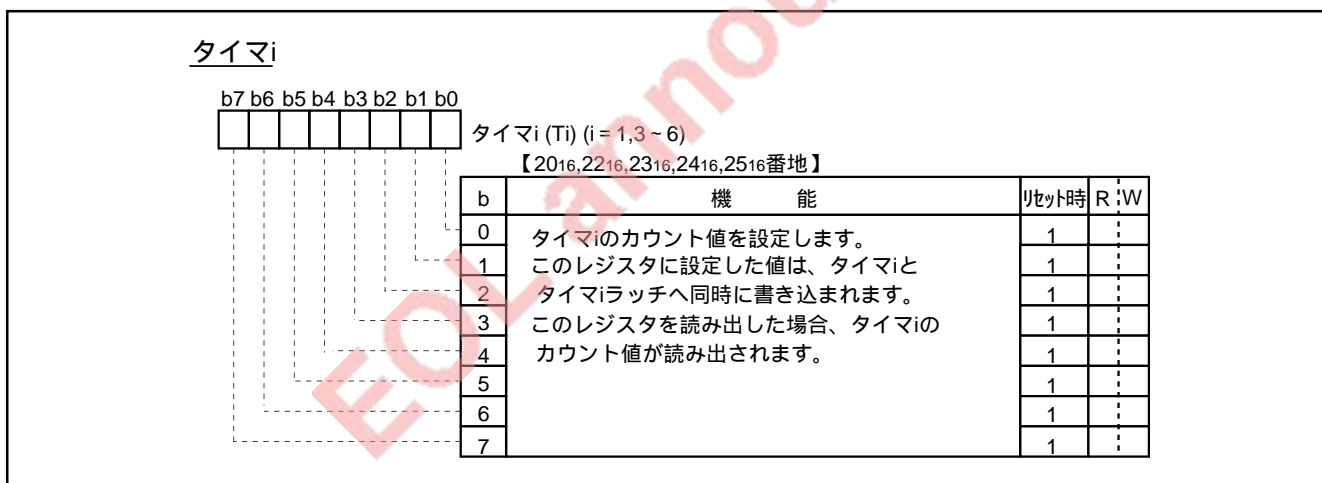 タイマi
b7 b6 b5 b4 b3 b2 b1 b0
タイマi (Ti) (i = 1,3 ~ 6)
【2016,2216,2316,2416,2516番地】
b 機 能 リセット時 R W
0 タイマiのカウント値を設定します。 1
1 このレジスタに設定した値は、タイマiと 1
2 タイマiラッチへ同時に書き込まれます。 1
3 このレジスタを読み出した場合、タイマiの 1
4 カウント値が読み出されます。 1
5 1
6 1
7 1
EOL annou